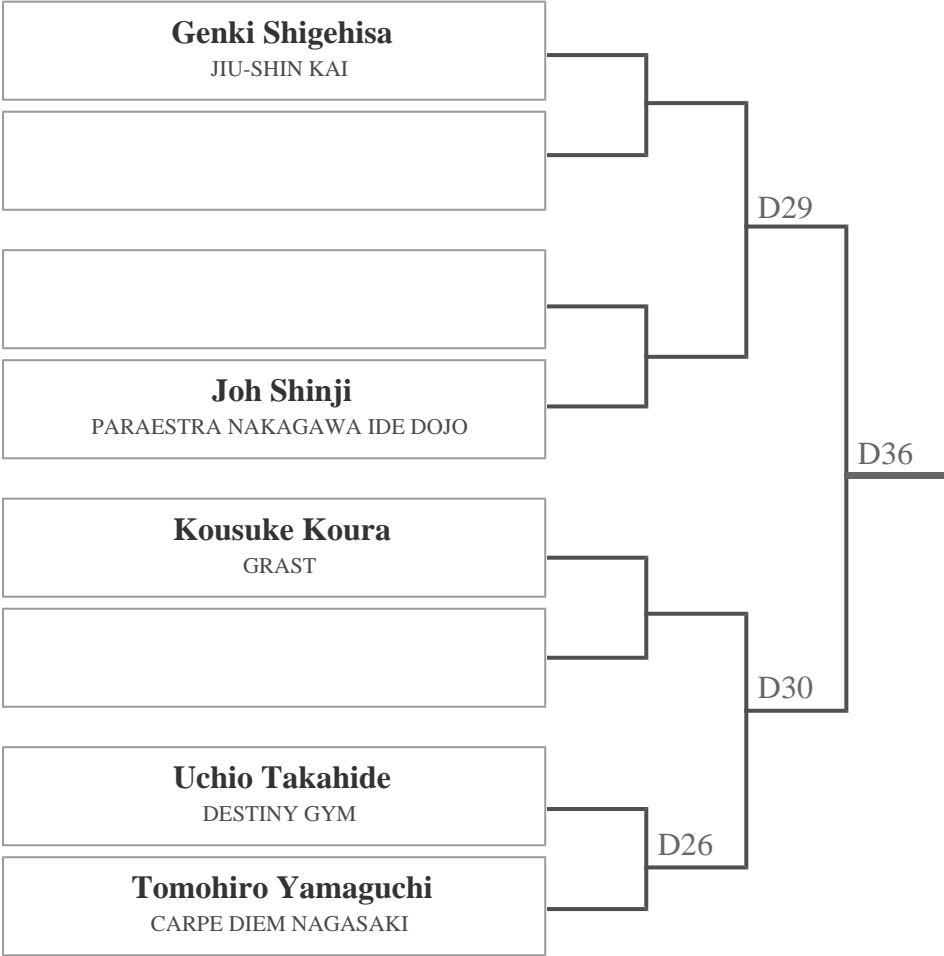 Genki Shigehisa
JIU-SHIN KAI
D29
Joh Shinji
PARAESTRA NAKAGAWA IDE DOJO
D36
Kousuke Koura
GRAST
D30
Uchio Takahide
DESTINY GYM
D26
Tomohiro Yamaguchi
CARPE DIEM NAGASAKI